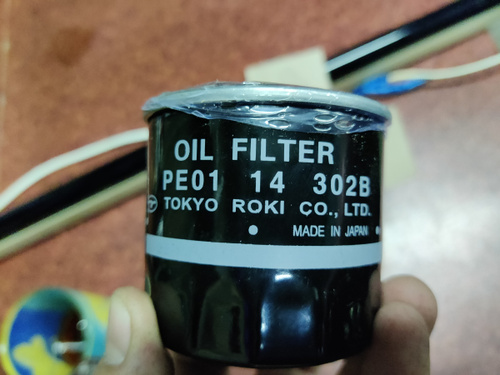 OIL FILTER
PE01 14 302B
TOKYO ROKI CO., LTD.
MADE IN JAPAN